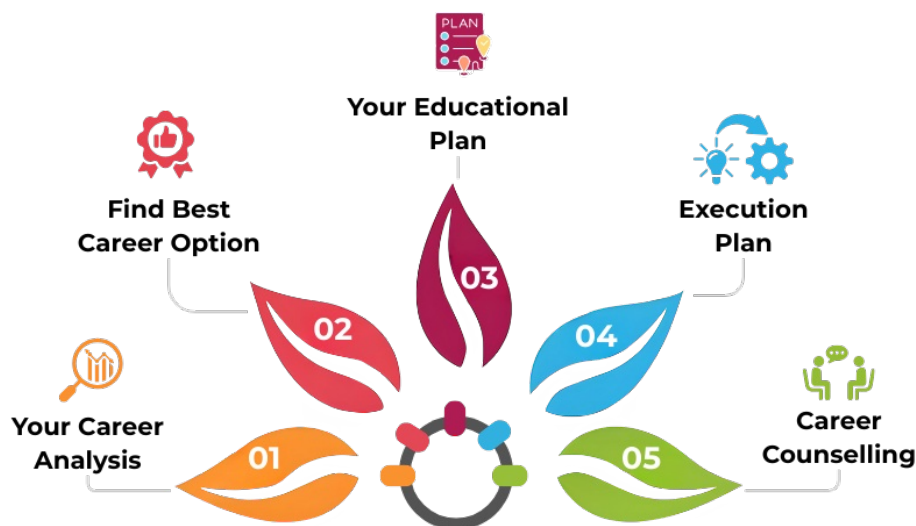 PLAN
Your Educational
Plan
Find Best
Career Option
Execution
Plan
03
02
04
Your Career
Analysis
Career
Counselling
01
05